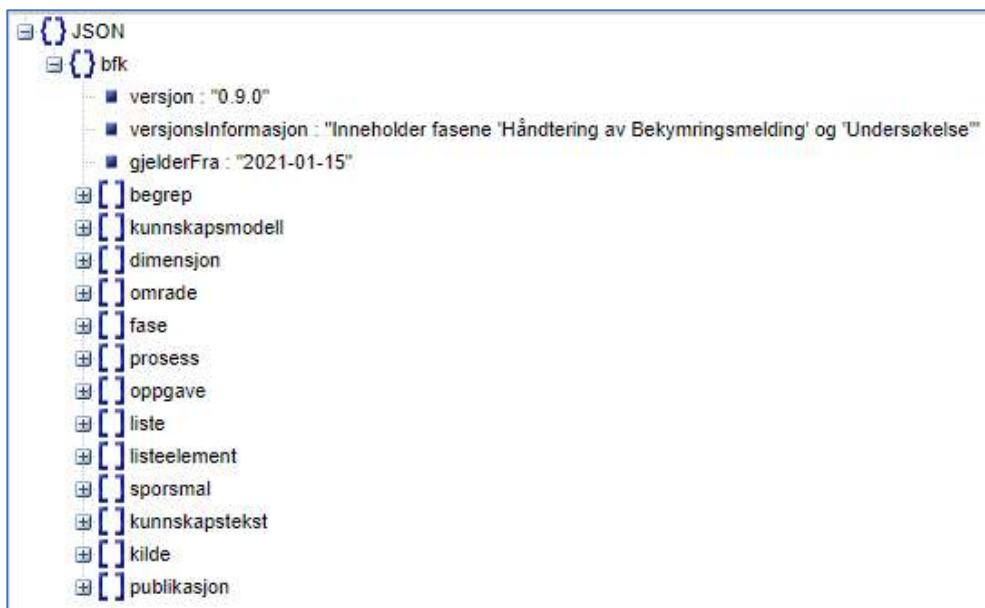 JSON
bfk
versjon : "0.9.0"
versjonsInformasjon : "Inneholder fasene 'Håndtering av Bekymringsmelding' og 'Undersøkelse'"
gjelderFra : "2021-01-15"
begrep
kunnskapsmodell
dimensjon
omrade
fase
prosess
oppgave
liste
listeelement
sporsmal
kunnskapstekst
kilde
publikasjon